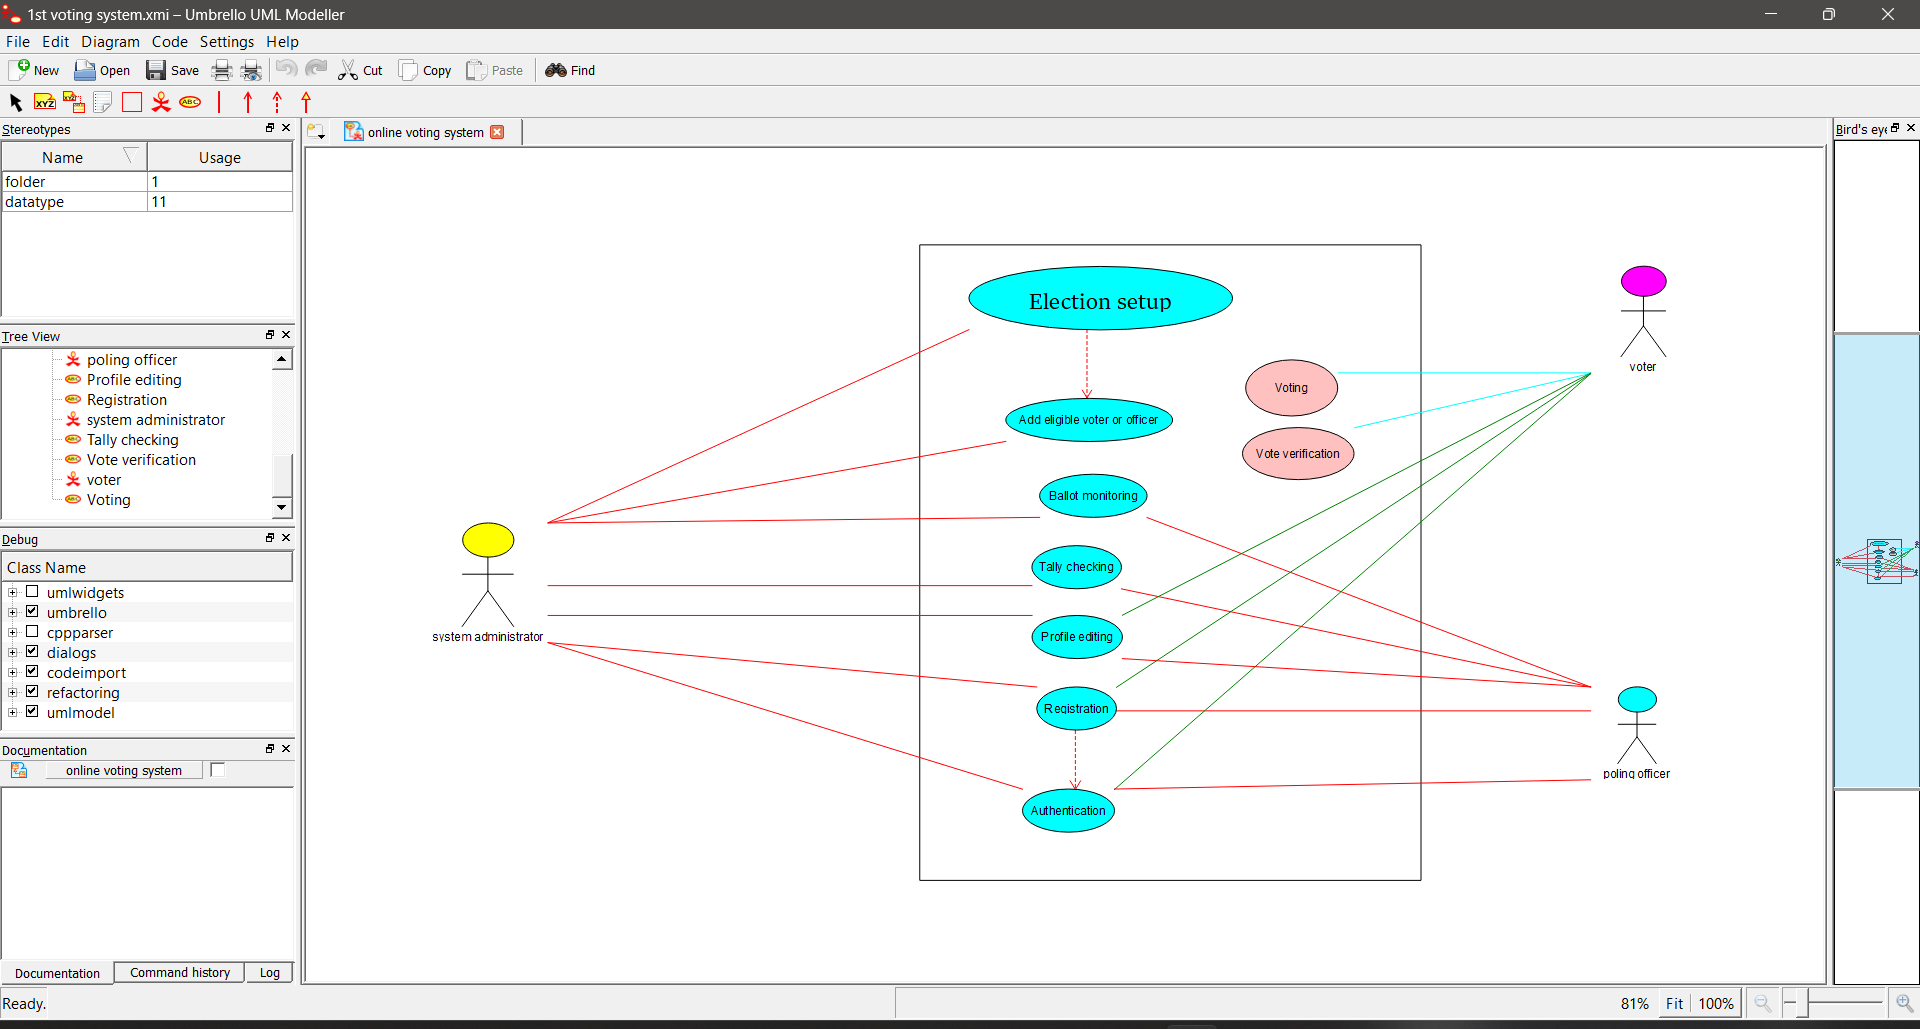 1st voting system.xmi – Umbrello UML Modeller
File Edit Diagram Code Settings Help
New Open Save Cut Copy Paste Find
XYZ XYZ ABC
Stereotypes
Name Usage
folder 1
datatype 11
Tree View
poling officer
Profile editing
Registration
system administrator
Tally checking
Vote verification
voter
Voting
Debug
Class Name
umlwidgets
umbrello
cppparser
dialogs
codeimport
refactoring
umlmodel
Documentation
online voting system
Documentation Command history Log
Ready.
online voting system
Election setup
Add eligible voter or officer
Ballot monitoring
Tally checking
Profile editing
Registration
Authentication
Voting
Vote verification
system administrator
voter
poling officer
Bird's eye
81% Fit 100%